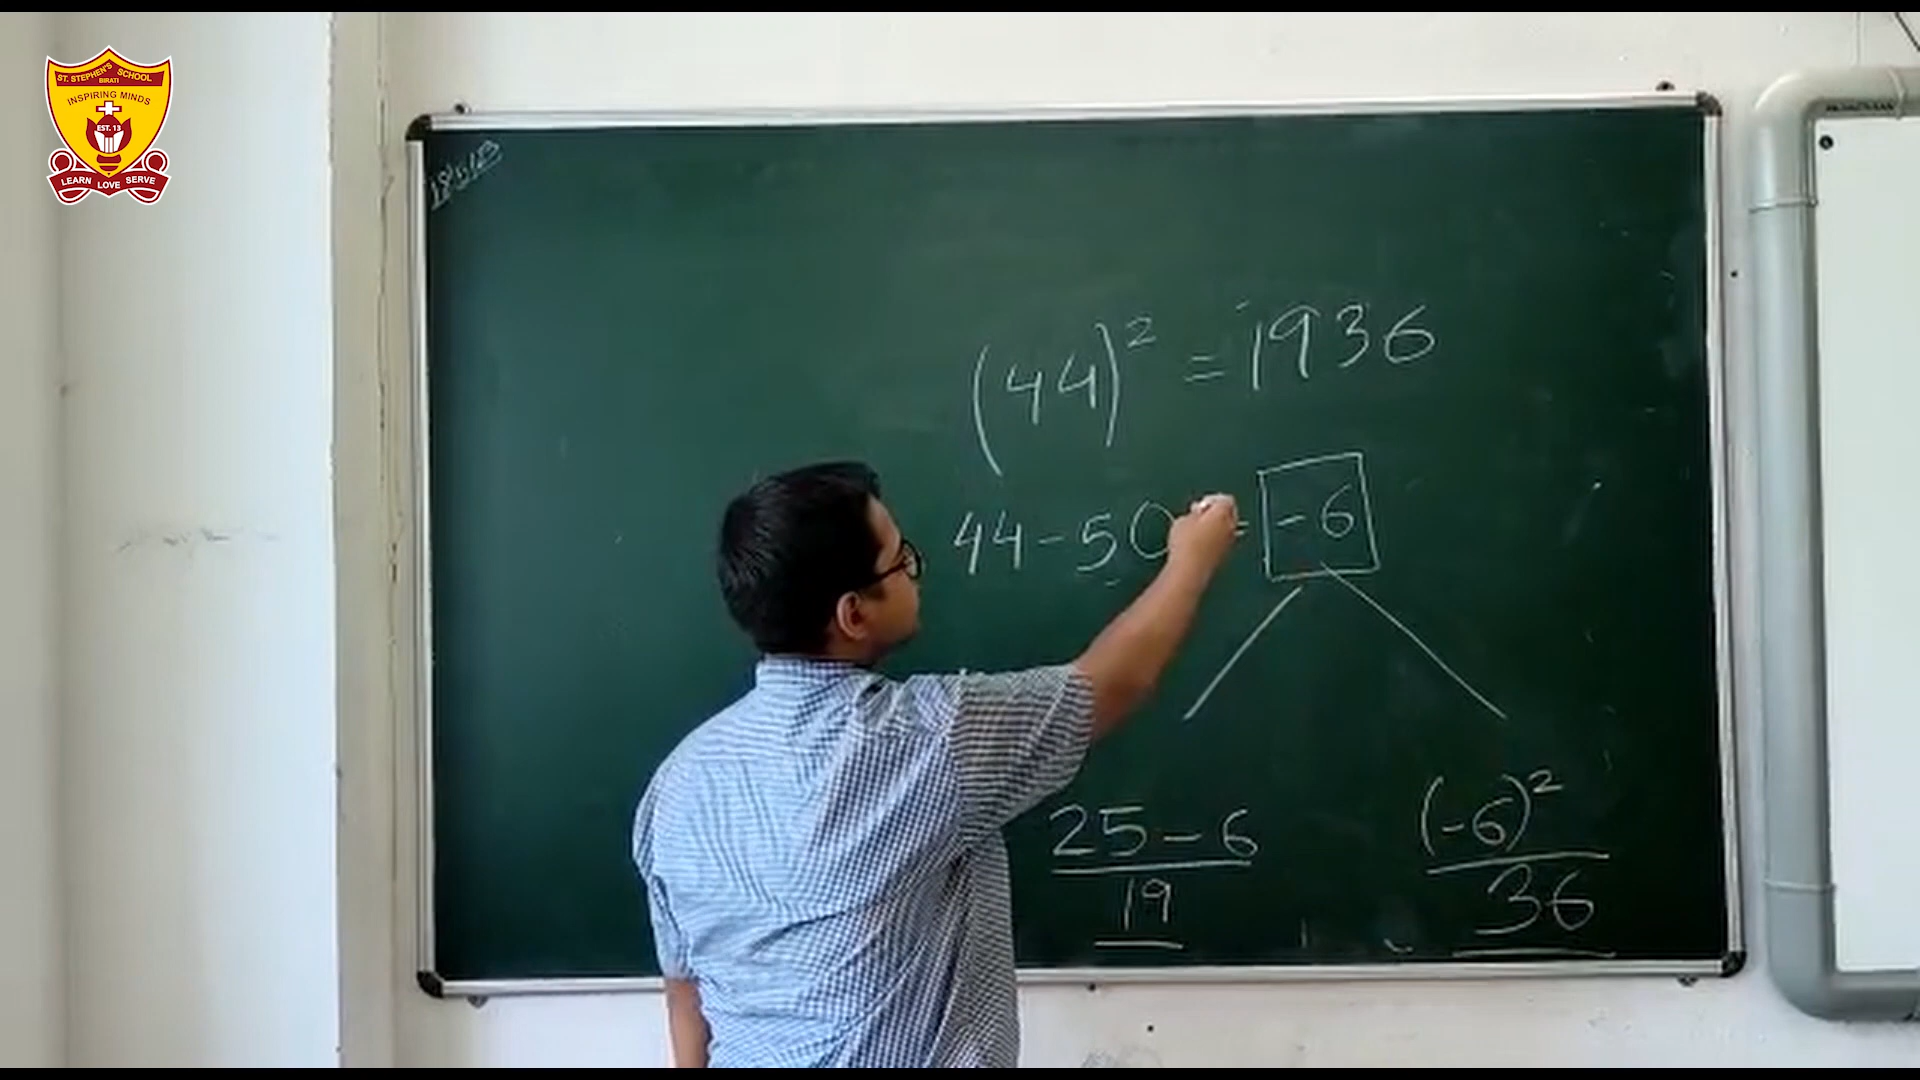 ST. STEPHEN'S SCHOOL
BIRATI
INSPIRING MINDS
EST. 13
LEARN LOVE SERVE
(44)² = 1936
44 - 50 = -6
25 - 6
19
(-6)²
36